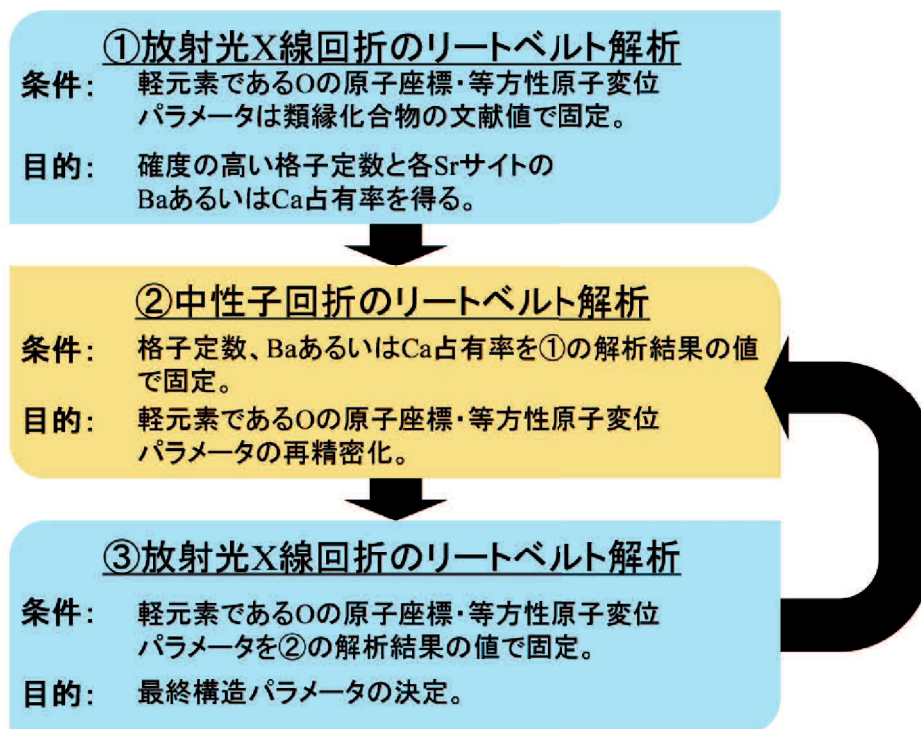 ①放射光X線回折のリートベルト解析
条件： 軽元素であるOの原子座標・等方性原子変位
パラメータは類縁化合物の文献値で固定。
目的： 確度の高い格子定数と各Srサイトの
BaあるいはCa占有率を得る。
②中性子回折のリートベルト解析
条件： 格子定数、BaあるいはCa占有率を①の解析結果の値
で固定。
目的： 軽元素であるOの原子座標・等方性原子変位
パラメータの再精密化。
③放射光X線回折のリートベルト解析
条件： 軽元素であるOの原子座標・等方性原子変位
パラメータを②の解析結果の値で固定。
目的： 最終構造パラメータの決定。